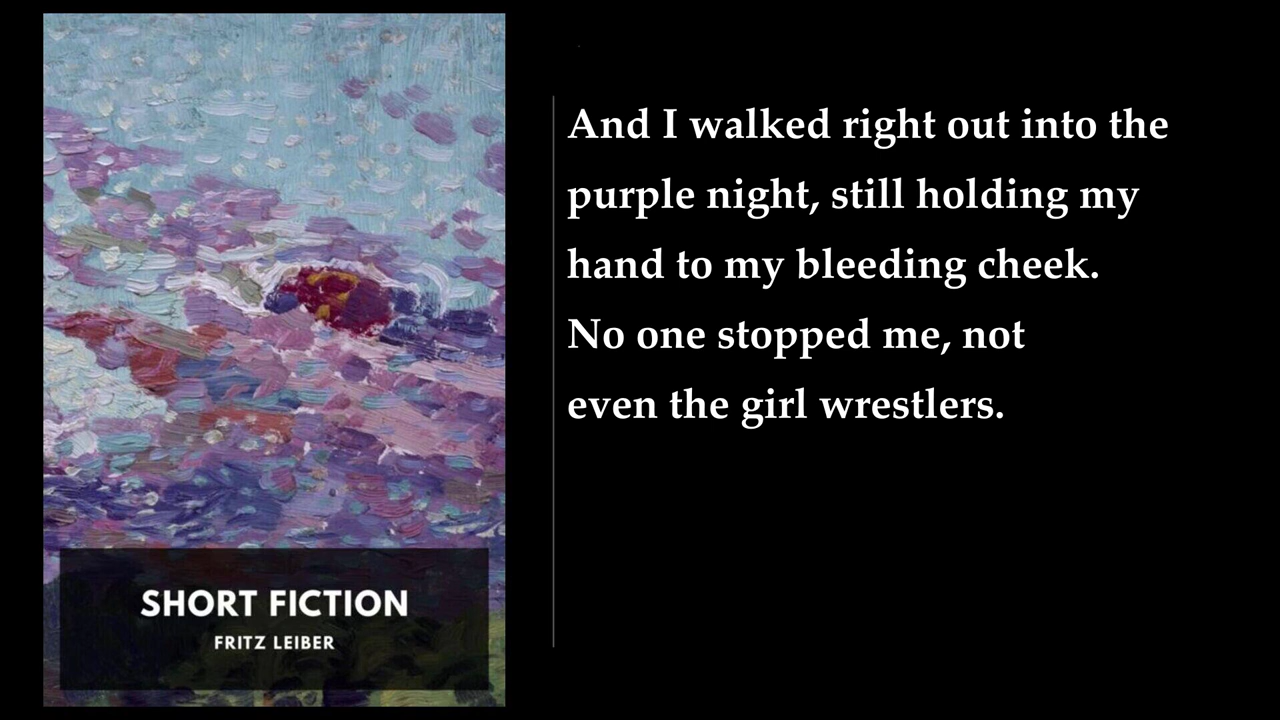 SHORT FICTION
FRITZ LEIBER
And I walked right out into the
purple night, still holding my
hand to my bleeding cheek.
No one stopped me, not
even the girl wrestlers.